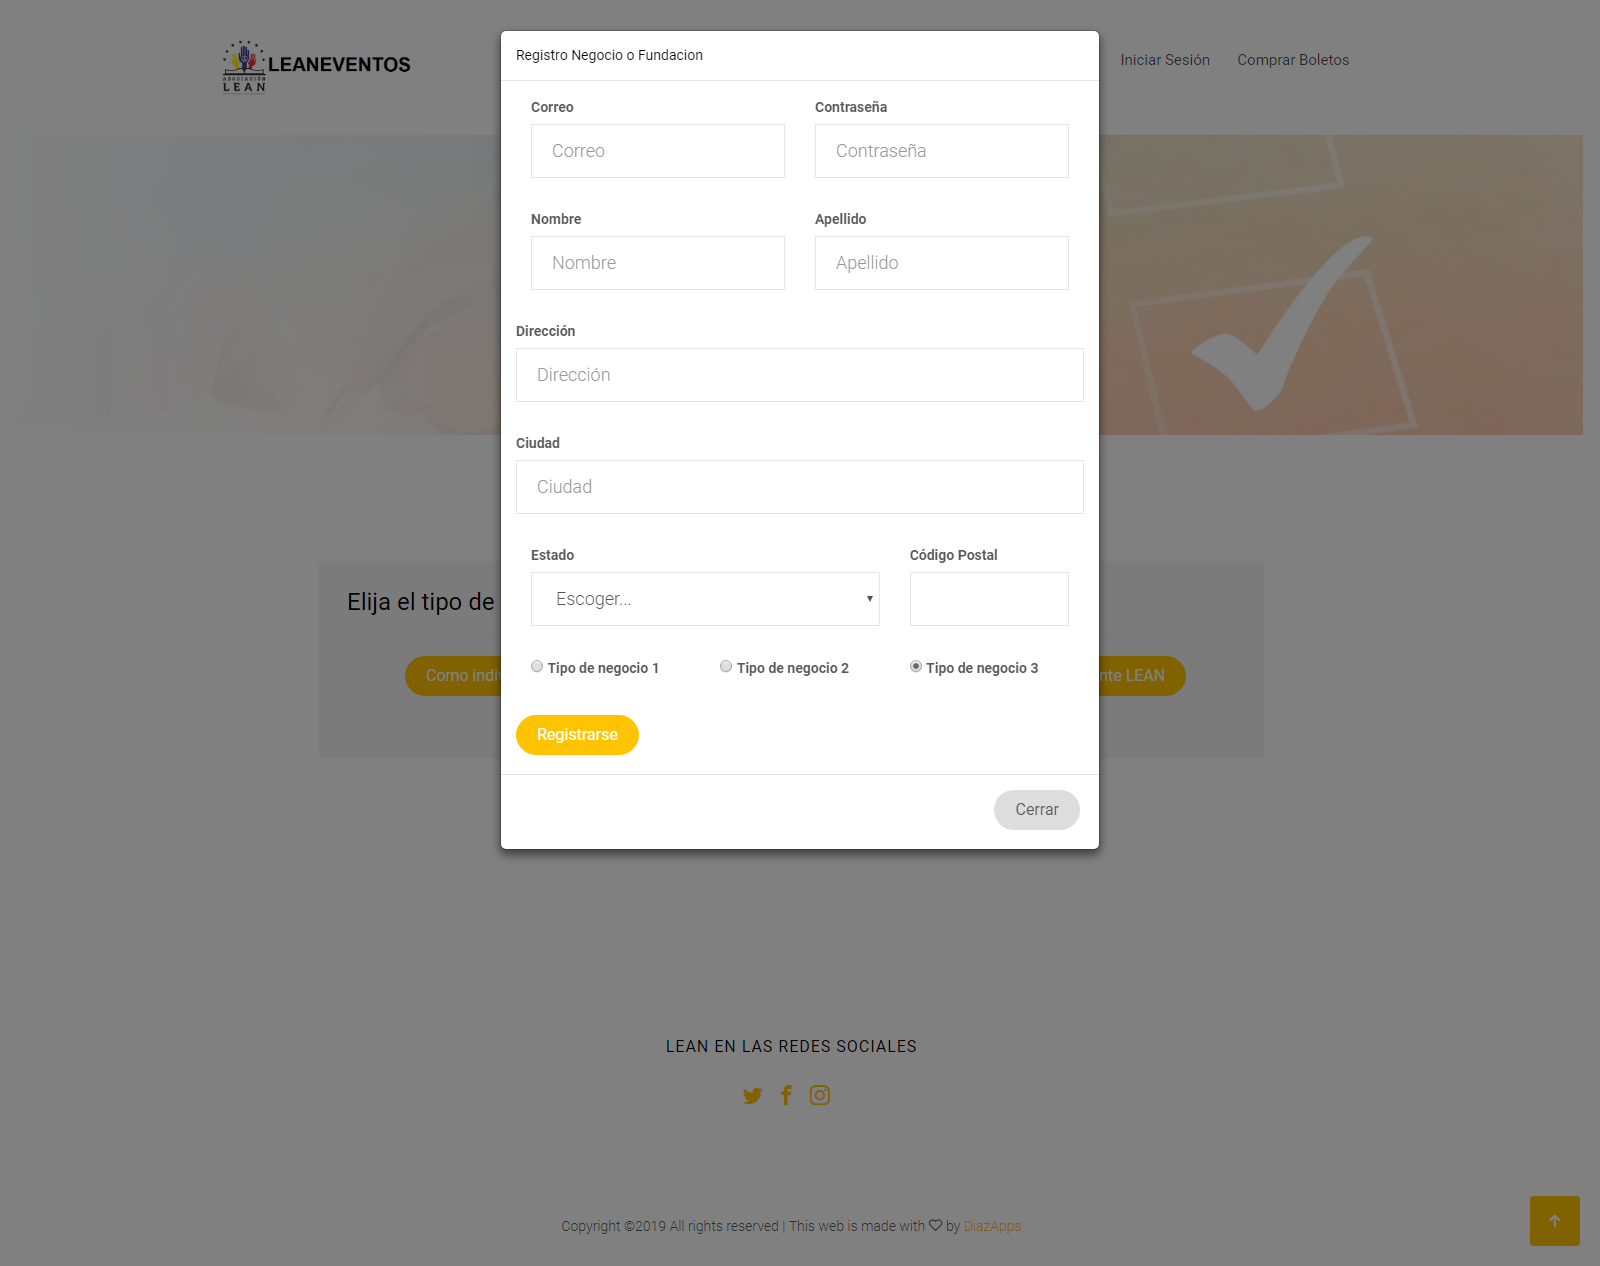 ASOCIACIÓN
LEAN
LEANEVENTOS
Iniciar Sesión
Comprar Boletos
Registro Negocio o Fundacion
Correo
Contraseña
Correo
Contraseña
Nombre
Apellido
Nombre
Apellido
Dirección
Dirección
Ciudad
Ciudad
Estado
Código Postal
Escoger...
Elija el tipo de
Tipo de negocio 1
Tipo de negocio 2
Tipo de negocio 3
Como indiv
nte LEAN
Registrarse
Cerrar
LEAN EN LAS REDES SOCIALES
Copyright ©2019 All rights reserved | This web is made with ♡ by DiazApps